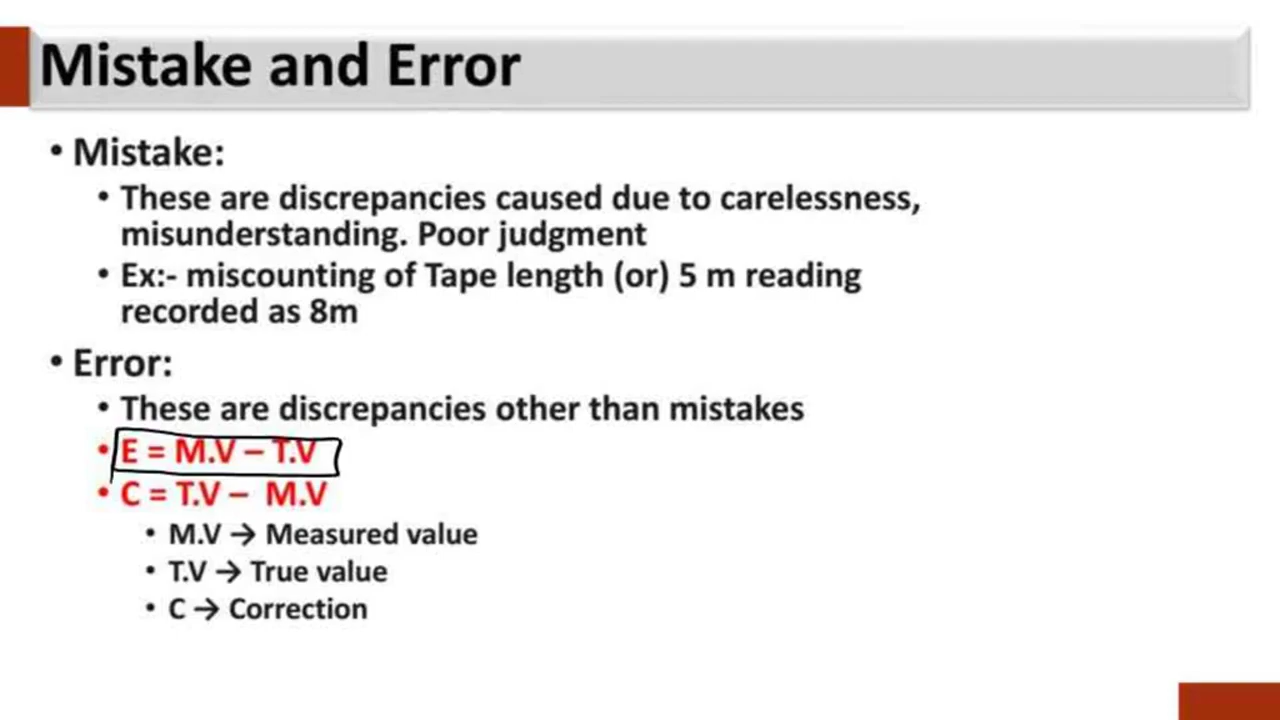 Mistake and Error
• Mistake:
• These are discrepancies caused due to carelessness,
misunderstanding. Poor judgment
• Ex:- miscounting of Tape length (or) 5 m reading
recorded as 8m
• Error:
• These are discrepancies other than mistakes
• E = M.V – T.V
• C = T.V – M.V
• M.V → Measured value
• T.V → True value
• C → Correction